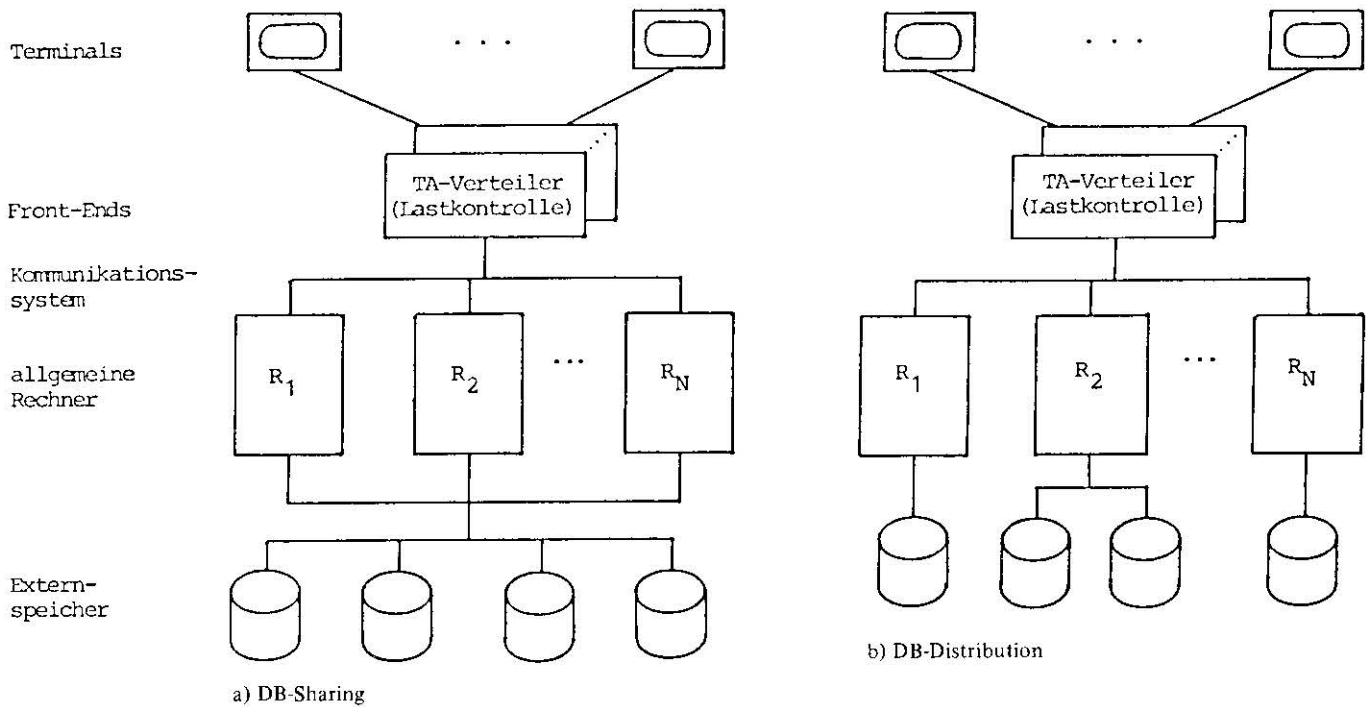 Terminals
. . .
. . .
TA-Verteiler
(Lastkontrolle)
TA-Verteiler
(Lastkontrolle)
Front-Ends
Kommunikations-
system
allgemeine
Rechner
R1
R2
...
RN
R1
R2
...
RN
Extern-
speicher
a) DB-Sharing
b) DB-Distribution